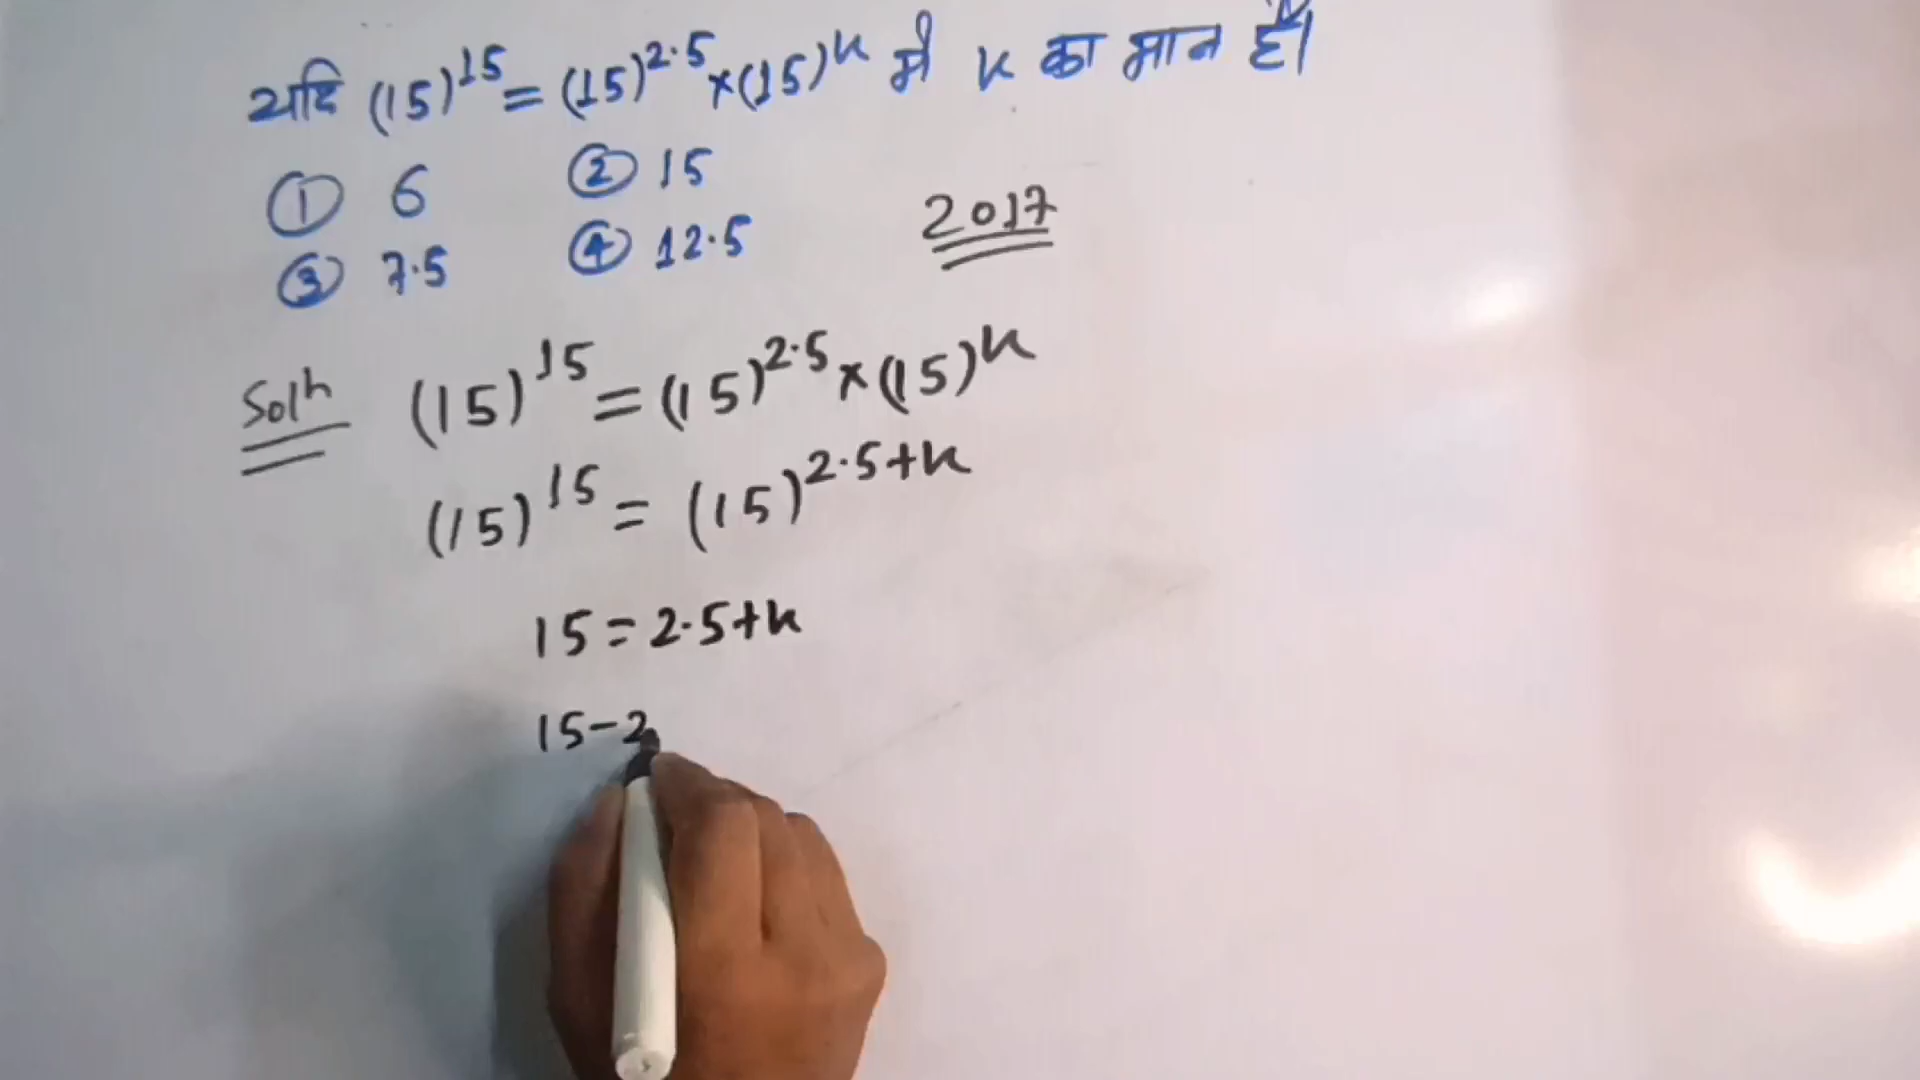 यदि (15)^15 = (15)^2.5 × (15)^k में k का मान है।
① 6 ② 15
③ 7.5 ④ 12.5
2017
Solⁿ (15)^15 = (15)^2.5 × (15)^k
(15)^15 = (15)^2.5+k
15 = 2.5+k
15-2